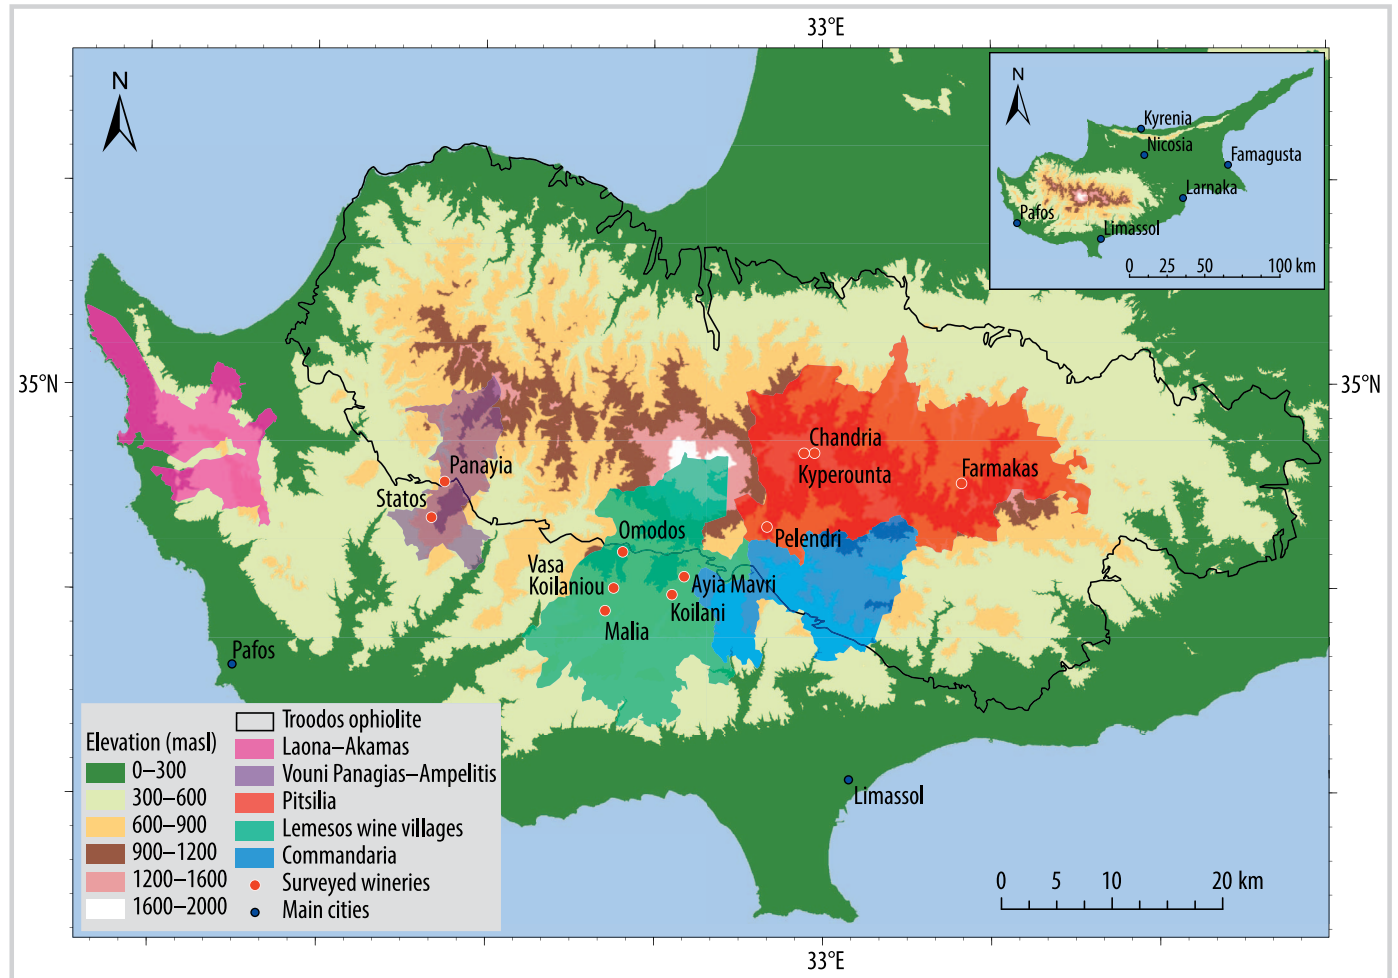 33°E
N
N
Kyrenia
Nicosia
Famagusta
Larnaka
Pafos
Limassol
0 25 50 100 km
35°N
35°N
Chandria
Kyperounta
Farmakas
Panayia
Statos
Pelendri
Omodos
Vasa
Koilaniou
Ayia Mavri
Koilani
Malia
Pafos
Limassol
Elevation (masl)
0–300
300–600
600–900
900–1200
1200–1600
1600–2000
Troodos ophiolite
Laona–Akamas
Vouni Panagias–Ampelitis
Pitsilia
Lemesos wine villages
Commandaria
Surveyed wineries
Main cities
0 5 10 20 km
33°E